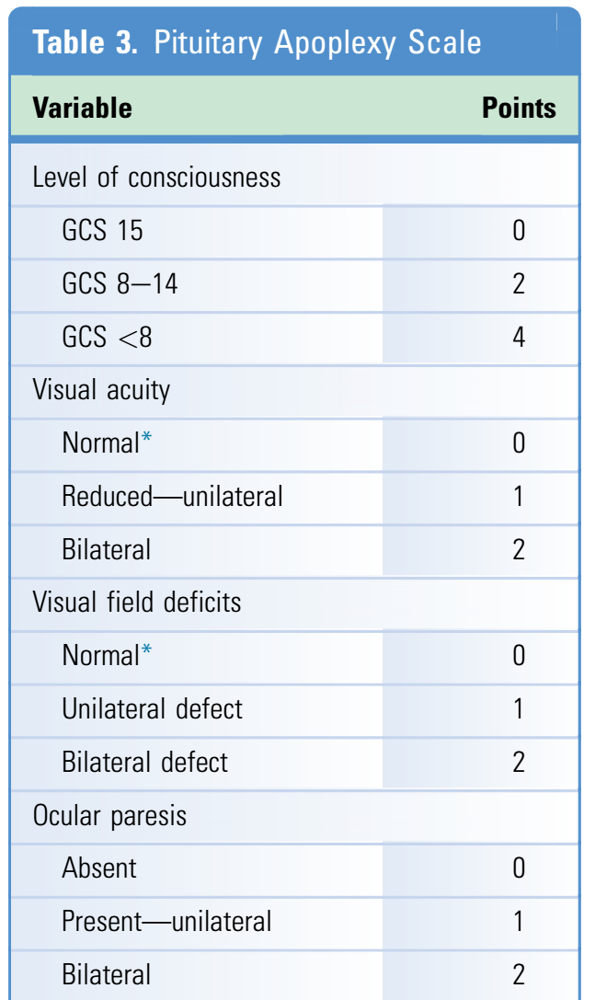 Table 3. Pituitary Apoplexy Scale
Variable Points
Level of consciousness
GCS 15 0
GCS 8–14 2
GCS <8 4
Visual acuity
Normal* 0
Reduced—unilateral 1
Bilateral 2
Visual field deficits
Normal* 0
Unilateral defect 1
Bilateral defect 2
Ocular paresis
Absent 0
Present—unilateral 1
Bilateral 2